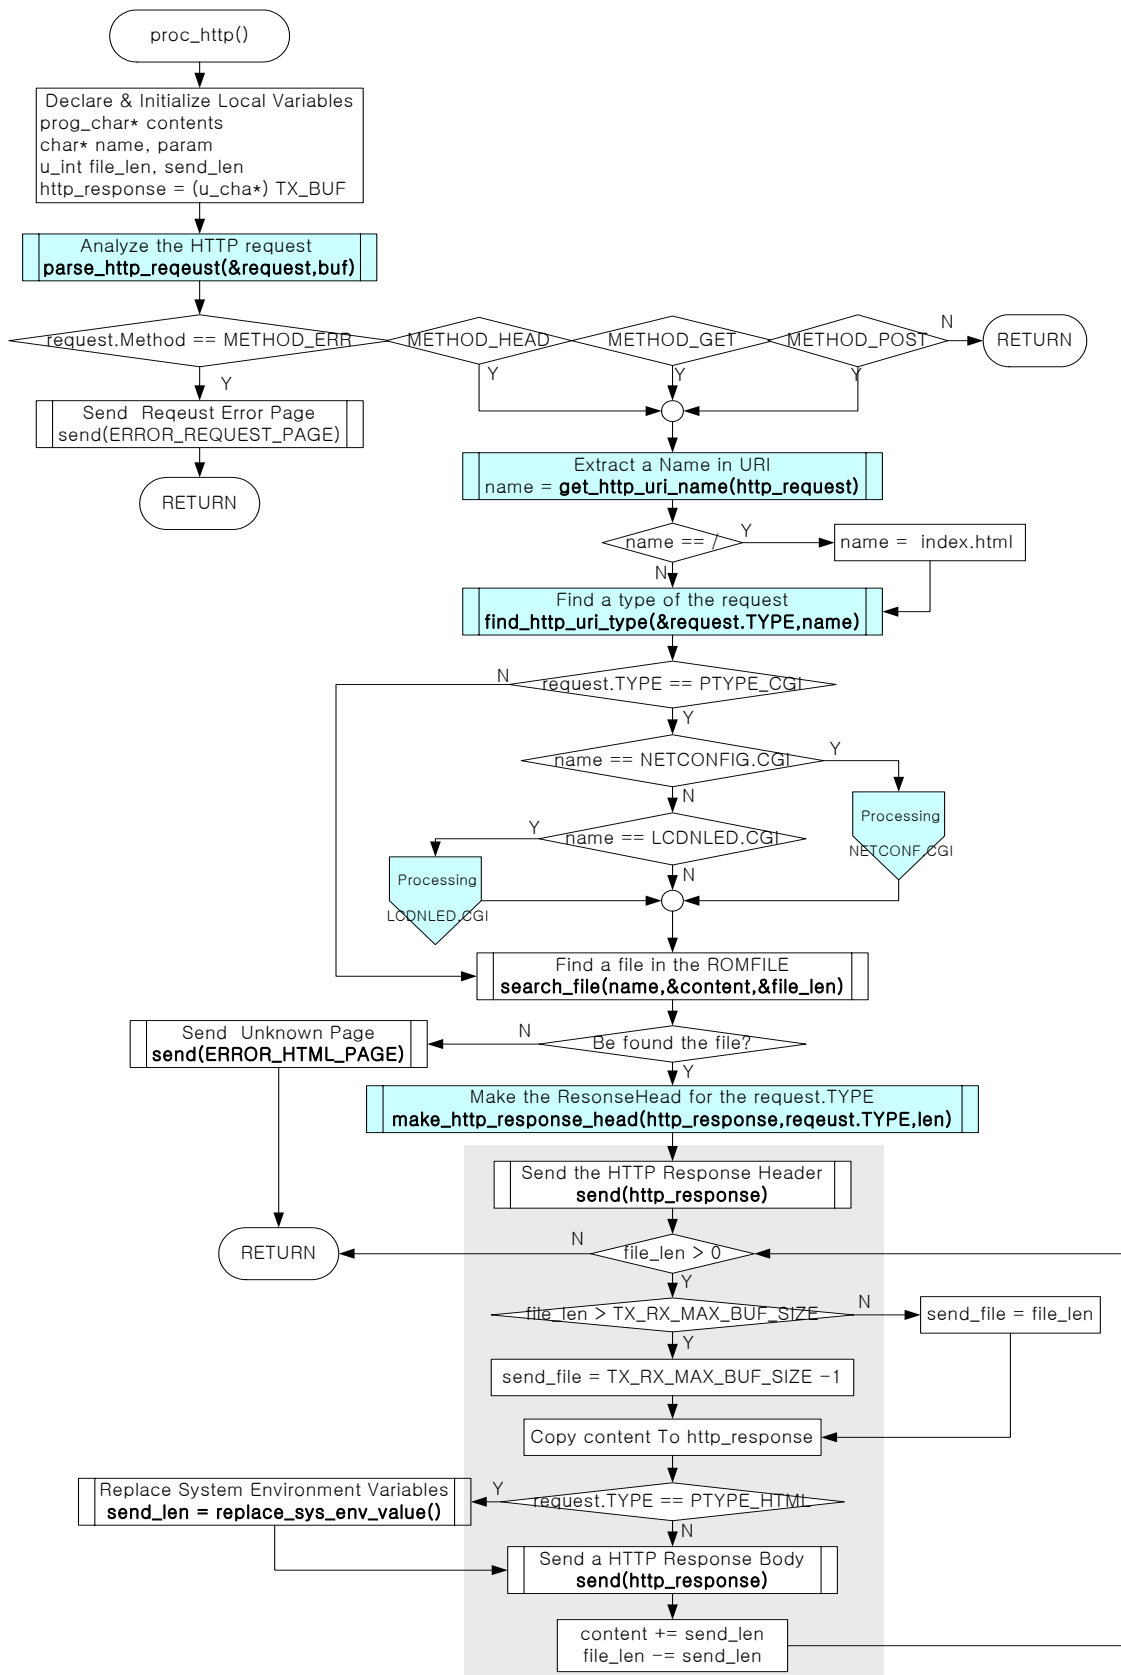 proc_http()
Declare & Initialize Local Variables
prog_char* contents
char* name, param
u_int file_len, send_len
http_response = (u_cha*) TX_BUF
Analyze the HTTP request
parse_http_reqeust(&request,buf)
request.Method == METHOD_ERR
METHOD_HEAD
METHOD_GET
METHOD_POST
N
RETURN
Y
Y
Y
Y
Send  Reqeust Error Page
send(ERROR_REQUEST_PAGE)
RETURN
Extract a Name in URI
name = get_http_uri_name(http_request)
name == /
Y
name =  index.html
N
Find a type of the request
find_http_uri_type(&request.TYPE,name)
N
request.TYPE == PTYPE_CGI
Y
name == NETCONFIG.CGI
Y
N
Processing
NETCONF.CGI
Y
name == LCDNLED.CGI
N
Processing
LCDNLED.CGI
Find a file in the ROMFILE
search_file(name,&content,&file_len)
Send  Unknown Page
send(ERROR_HTML_PAGE)
N
Be found the file?
Y
Make the ResonseHead for the request.TYPE
make_http_response_head(http_response,reqeust.TYPE,len)
Send the HTTP Response Header
send(http_response)
RETURN
N
file_len > 0
Y
file_len > TX_RX_MAX_BUF_SIZE
N
send_file = file_len
Y
send_file = TX_RX_MAX_BUF_SIZE -1
Copy content To http_response
Replace System Environment Variables
send_len = replace_sys_env_value()
Y
request.TYPE == PTYPE_HTML
N
Send a HTTP Response Body
send(http_response)
content += send_len
file_len -= send_len